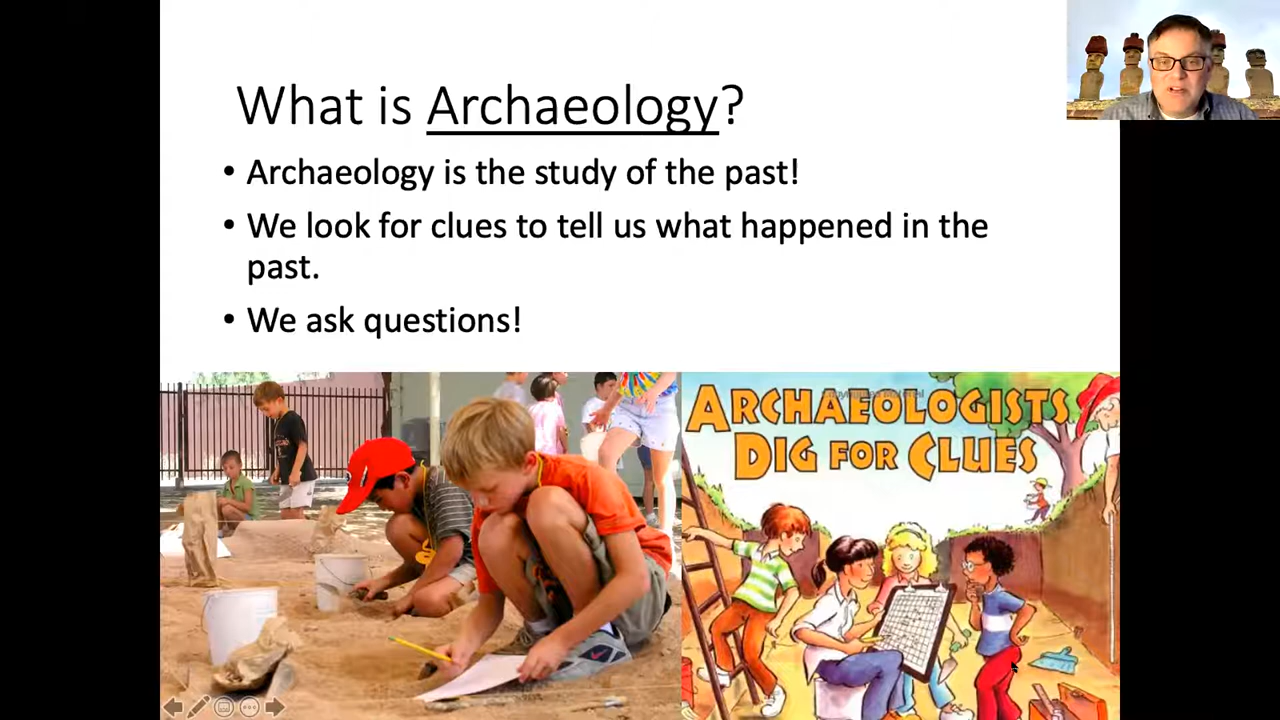 What is Archaeology?
• Archaeology is the study of the past!
• We look for clues to tell us what happened in the
past.
• We ask questions!
ARCHAEOLOGISTS
DIG FOR CLUES